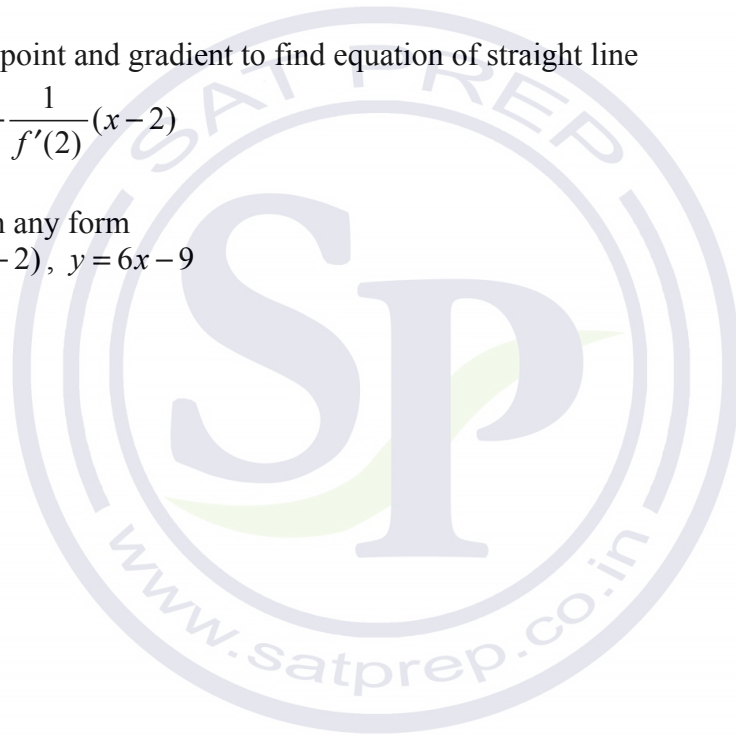 point and gradient to find equation of straight line
1/f′(2) (x − 2)
any form
− 2) , y = 6x − 9
SAT PREP
SP
www.satprep.co.in